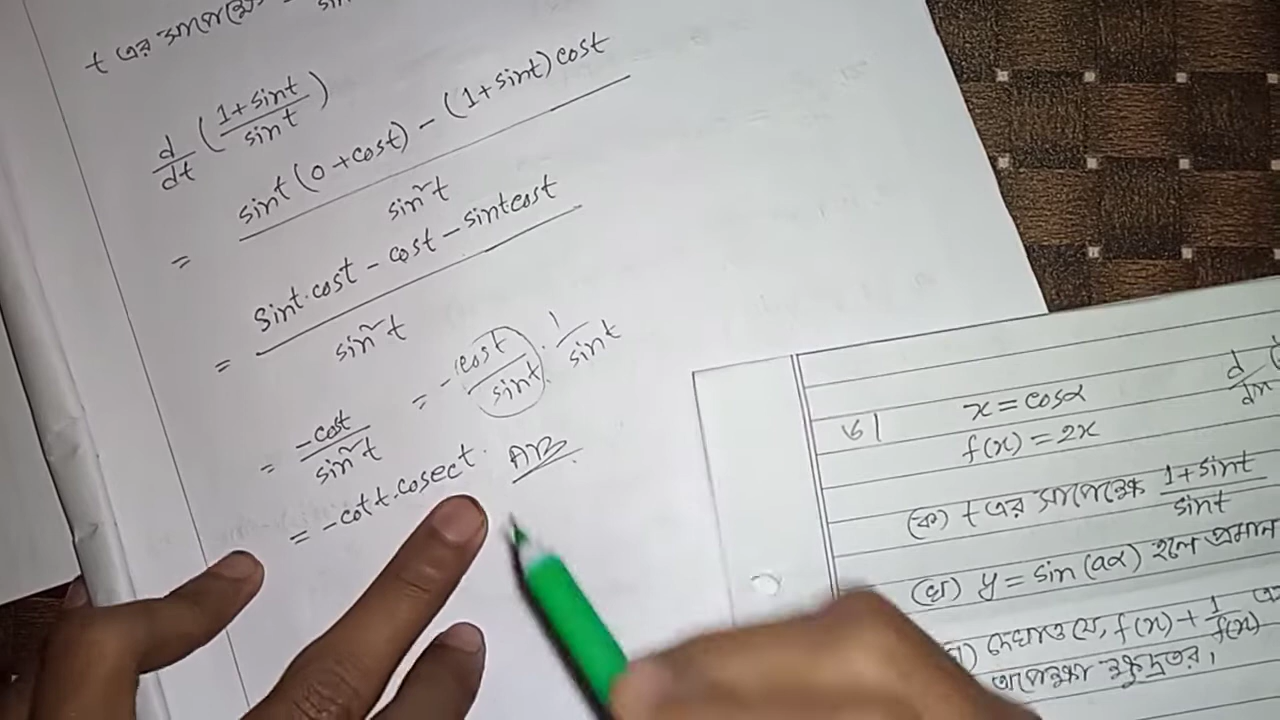 t এর সাপেক্ষে
d/dt (1+sint / sint)
= sint(0+cost) - (1+sint)cost / sin²t
= sint.cost - cost - sintcost / sin²t
= -cost / sin²t = -cost / sint . 1 / sint
= -cot t.cosect. Ans
৬| x = cosα
f(x) = 2x
(ক) t এর সাপেক্ষে 1+sint / sint
(খ) y = sin(aα) হলে প্রমাণ
দেখাও যে, f(x) + 1/f(x)
অপেক্ষা ক্ষুদ্রতর।